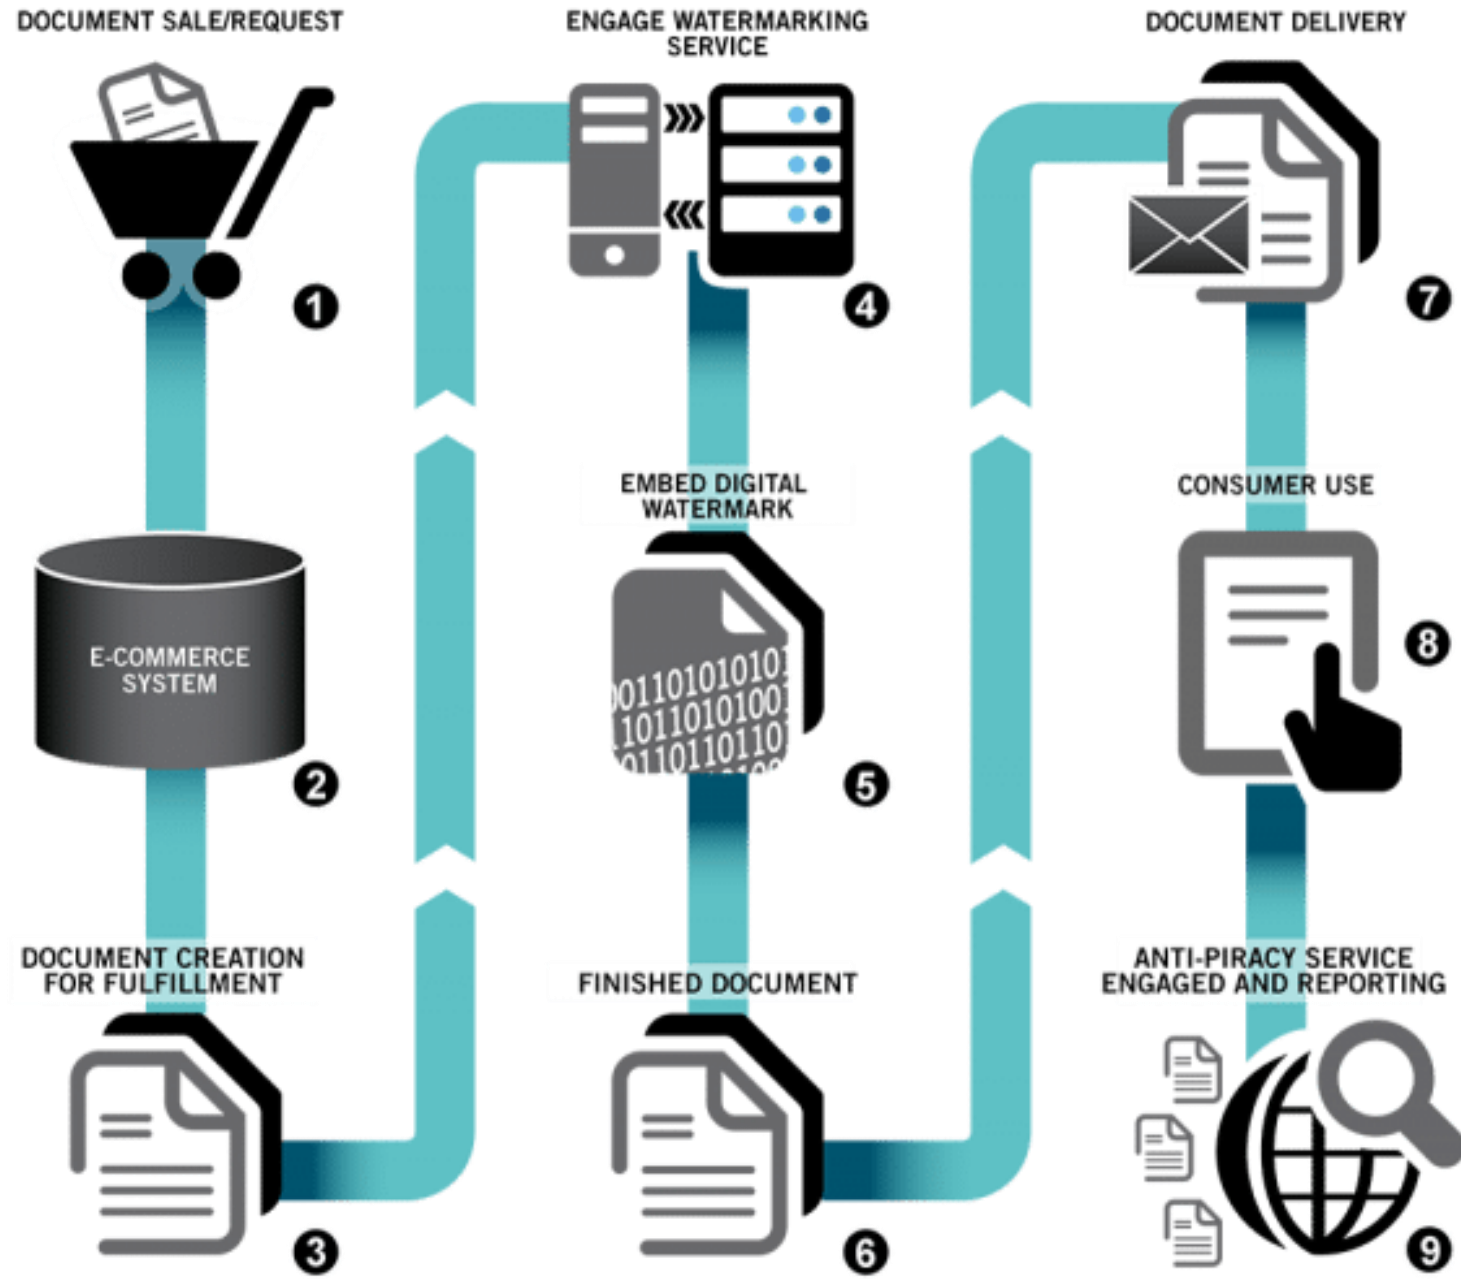 DOCUMENT SALE/REQUEST
1
E-COMMERCE
SYSTEM
2
DOCUMENT CREATION
FOR FULFILLMENT
3
ENGAGE WATERMARKING
SERVICE
4
EMBED DIGITAL
WATERMARK
5
FINISHED DOCUMENT
6
DOCUMENT DELIVERY
7
CONSUMER USE
8
ANTI-PIRACY SERVICE
ENGAGED AND REPORTING
9